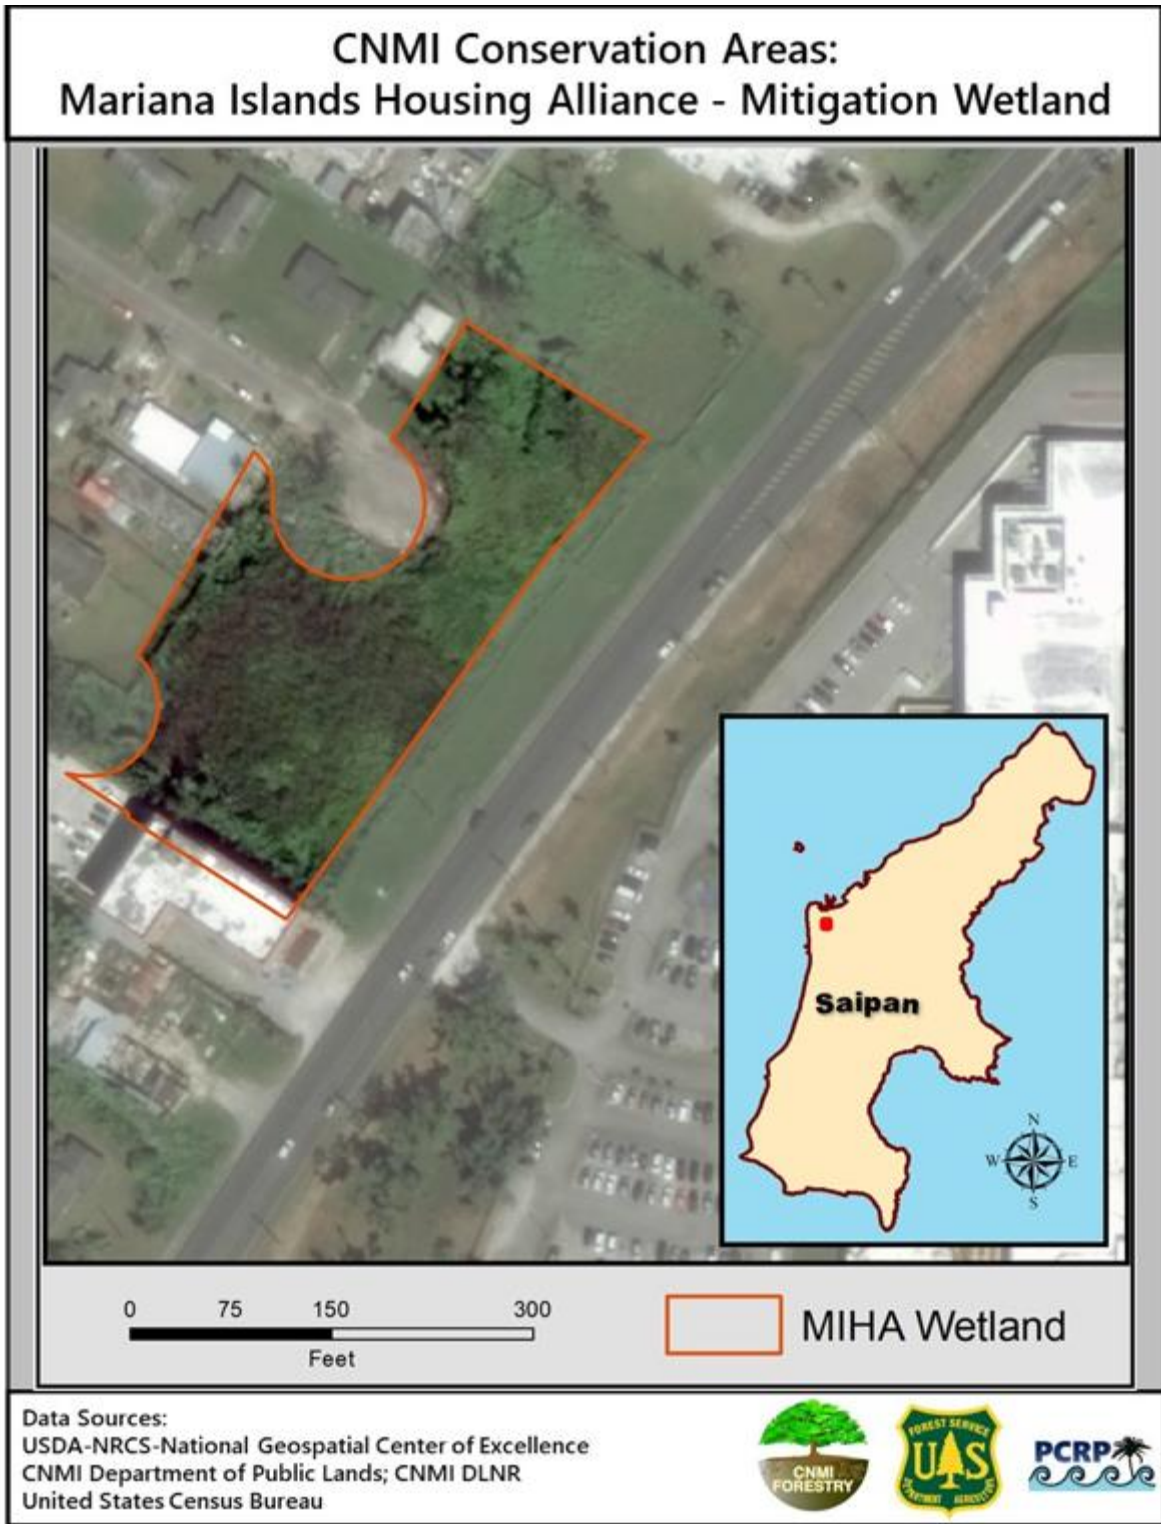 CNMI Conservation Areas:
Mariana Islands Housing Alliance - Mitigation Wetland
Saipan
N
W E
S
0 75 150 300
Feet
MIHA Wetland
Data Sources:
USDA-NRCS-National Geospatial Center of Excellence
CNMI Department of Public Lands; CNMI DLNR
United States Census Bureau
CNMI
FORESTRY
FOREST SERVICE
U S
DEPARTMENT AGRICULTURE
PCRP